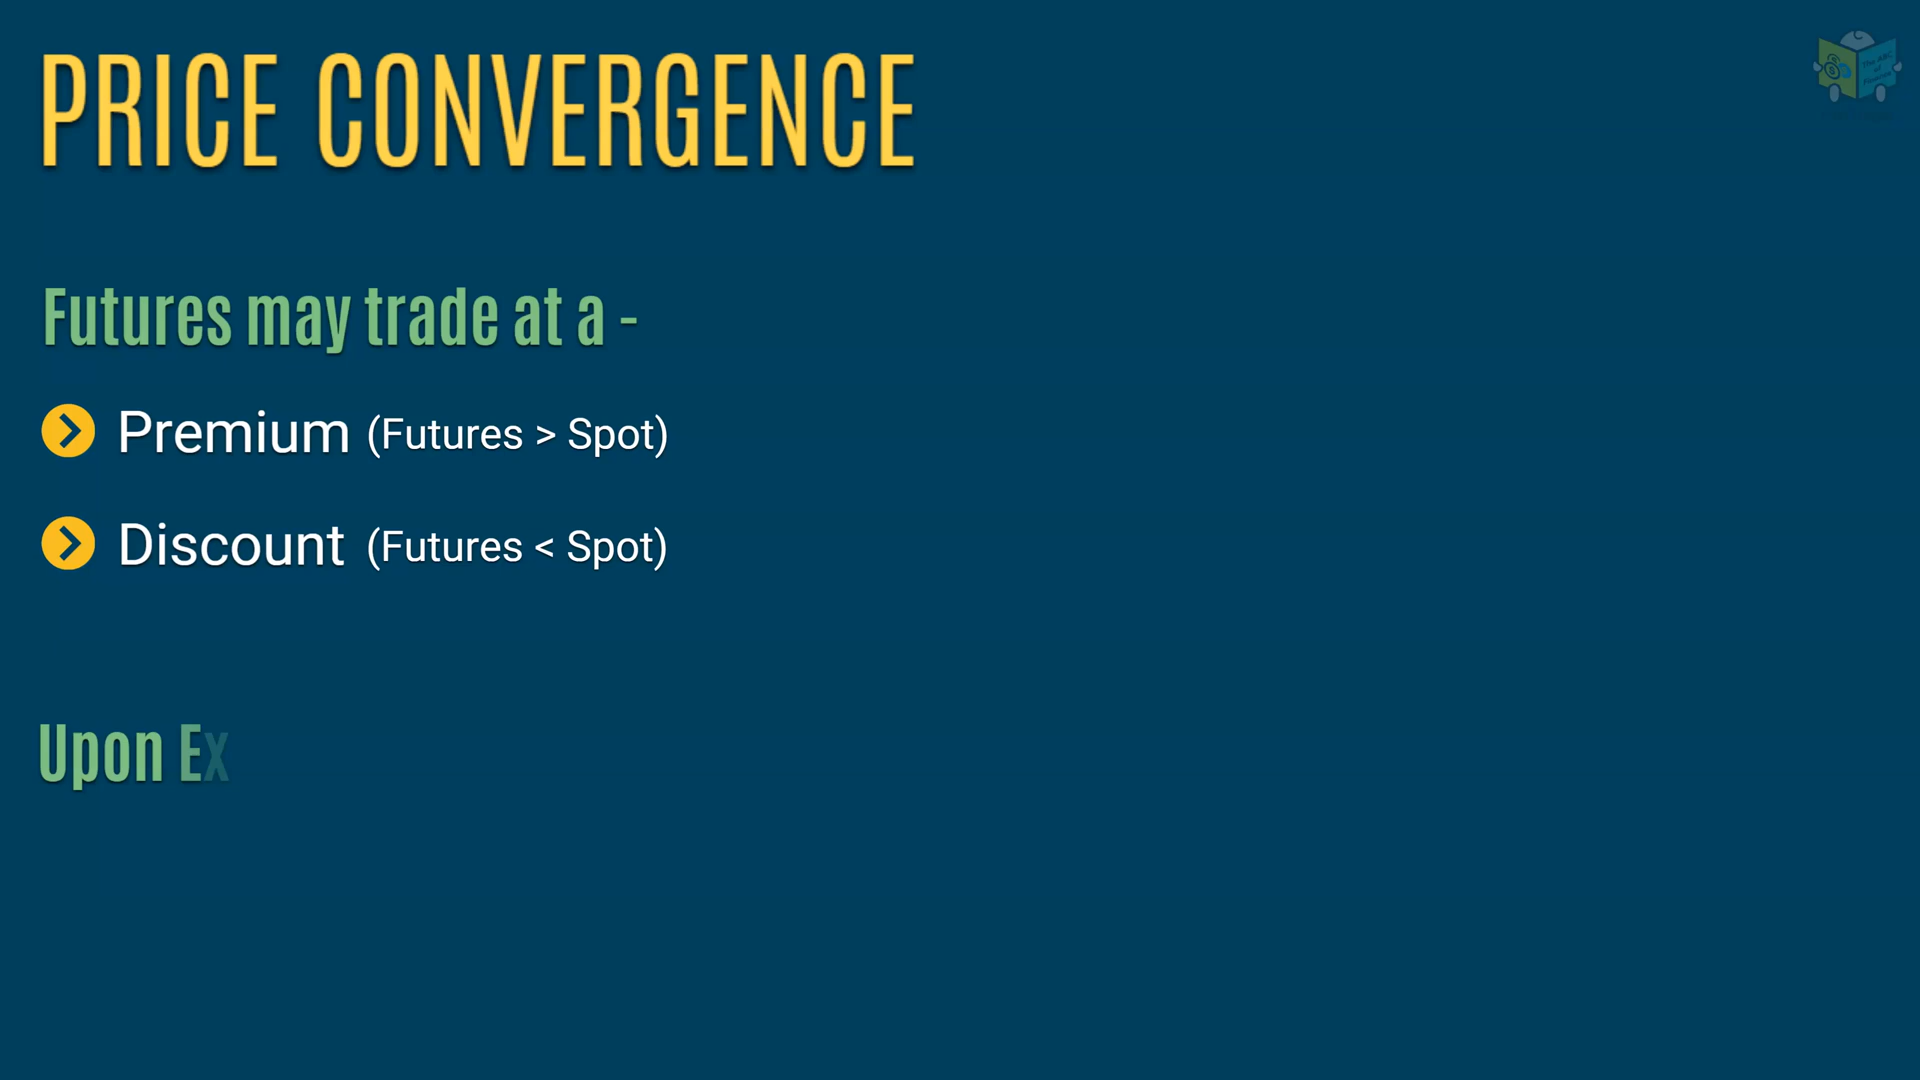 PRICE CONVERGENCE
Futures may trade at a -
Premium (Futures > Spot)
Discount (Futures < Spot)
Upon Ex